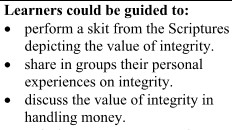 Learners could be guided to:
• perform a skit from the Scriptures
depicting the value of integrity.
• share in groups their personal
experiences on integrity.
• discuss the value of integrity in
handling money.